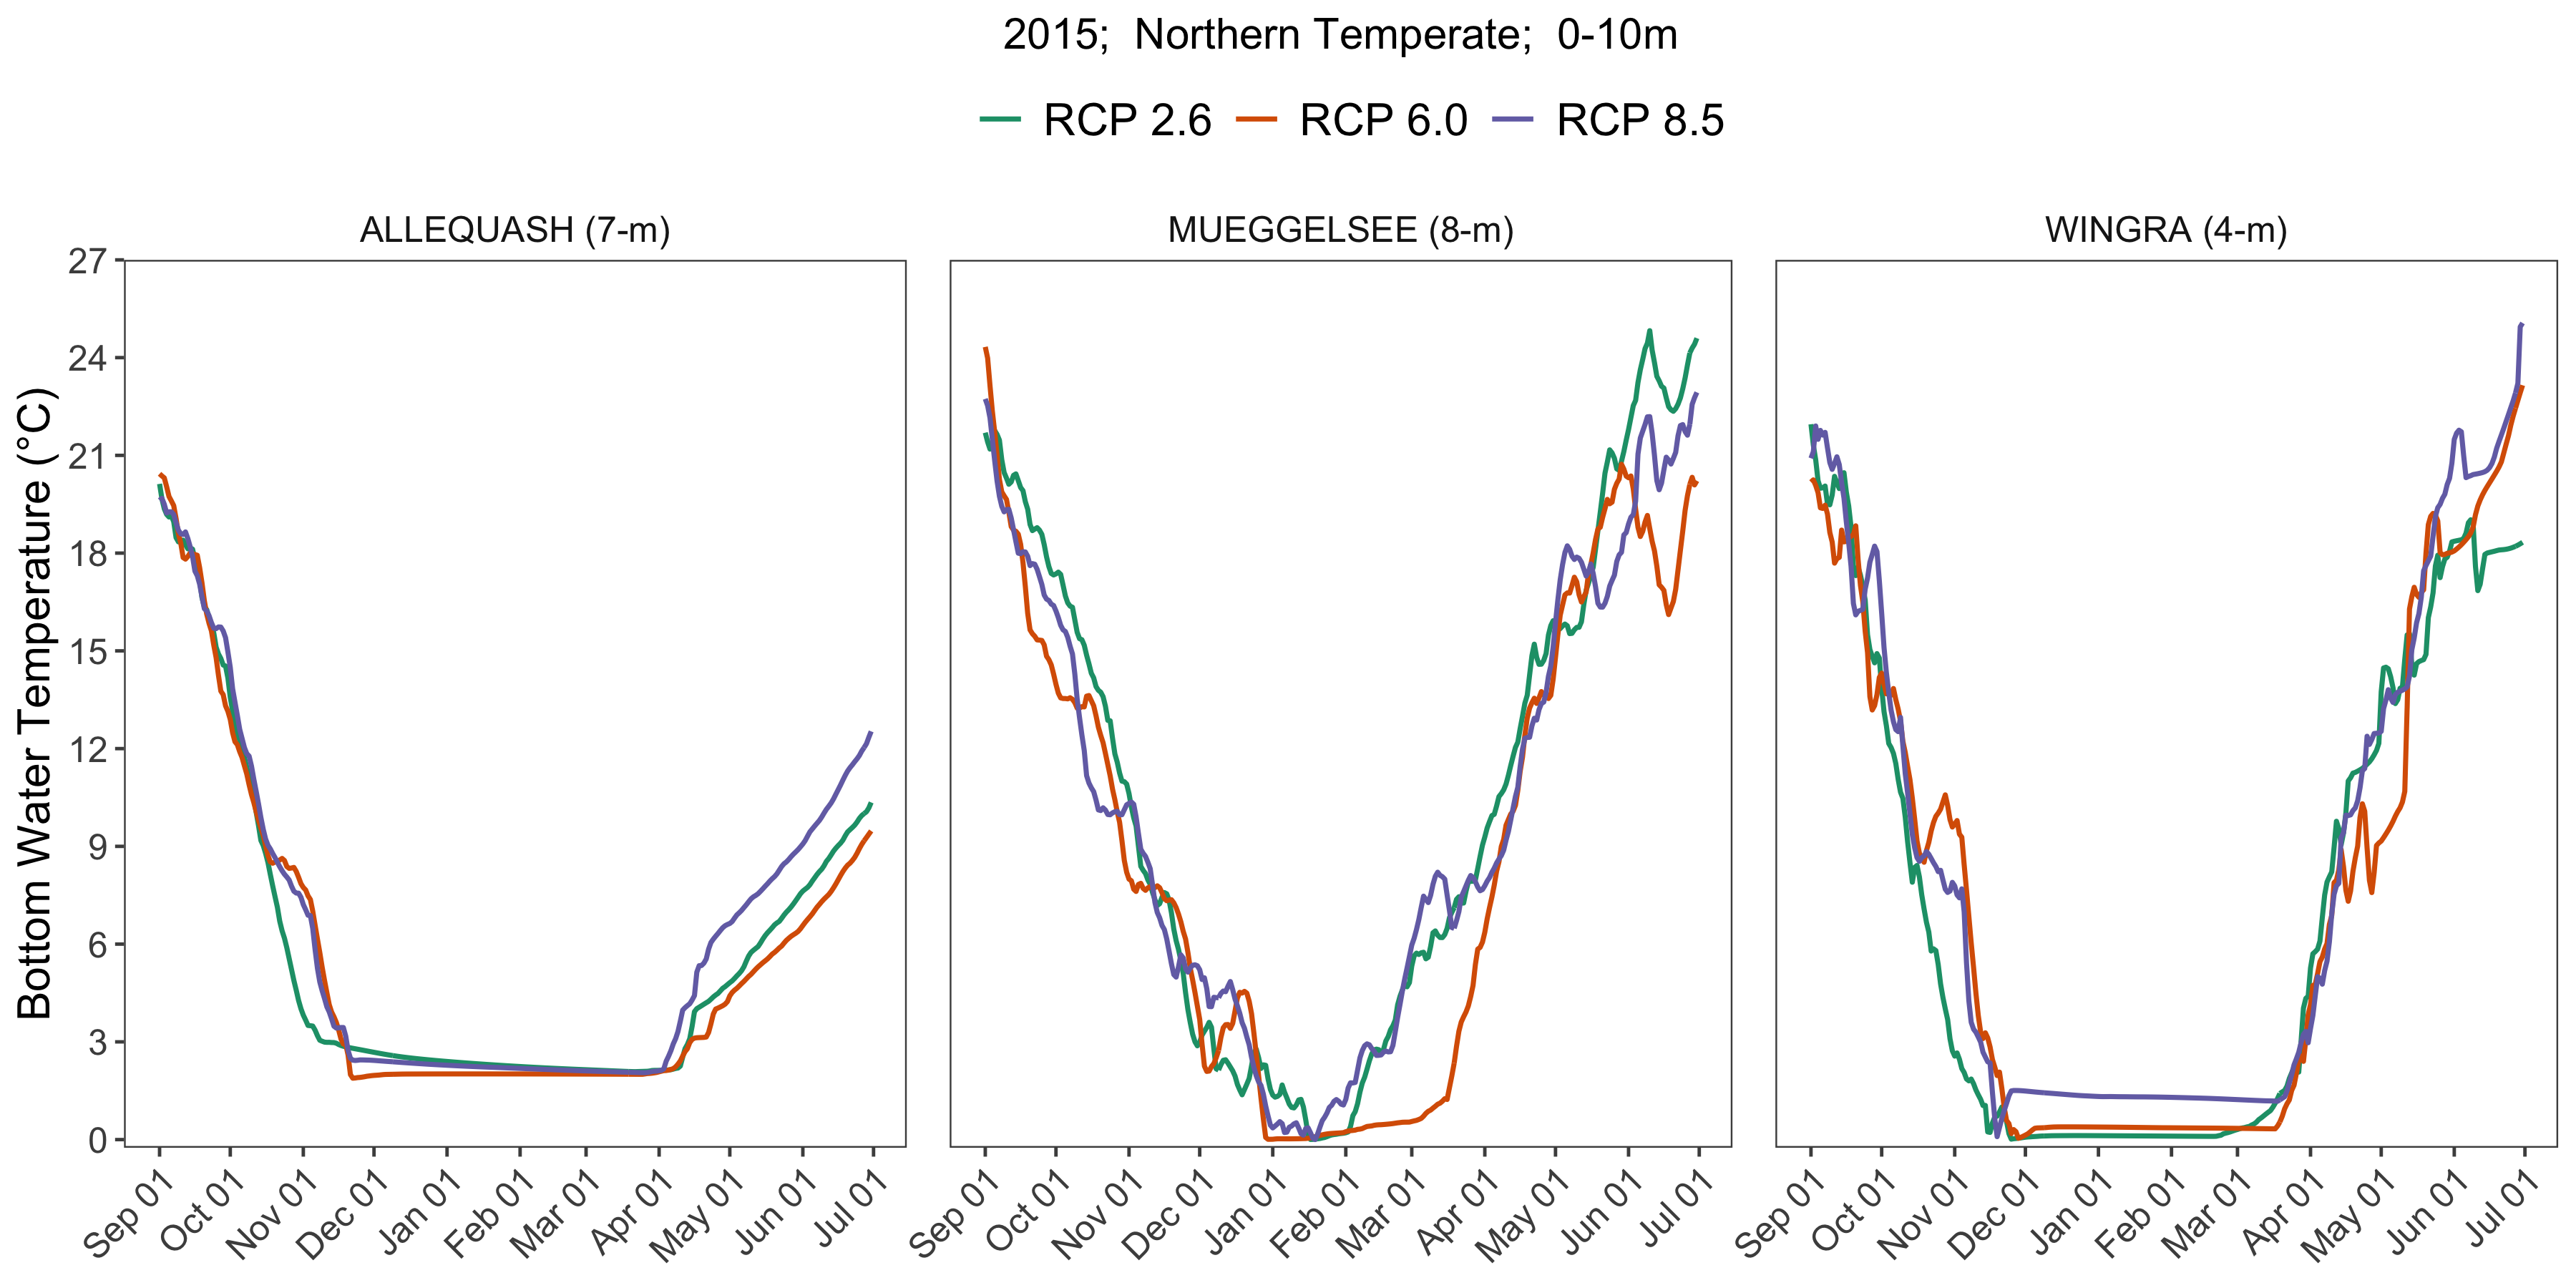 2015;  Northern Temperate;  0-10m
RCP 2.6 RCP 6.0 RCP 8.5
ALLEQUASH (7-m) MUEGGELSEE (8-m) WINGRA (4-m)
Bottom Water Temperature (°C)
27
24
21
18
15
12
9
6
3
0
Sep 01 Oct 01 Nov 01 Dec 01 Jan 01 Feb 01 Mar 01 Apr 01 May 01 Jun 01 Jul 01 Sep 01 Oct 01 Nov 01 Dec 01 Jan 01 Feb 01 Mar 01 Apr 01 May 01 Jun 01 Jul 01 Sep 01 Oct 01 Nov 01 Dec 01 Jan 01 Feb 01 Mar 01 Apr 01 May 01 Jun 01 Jul 01